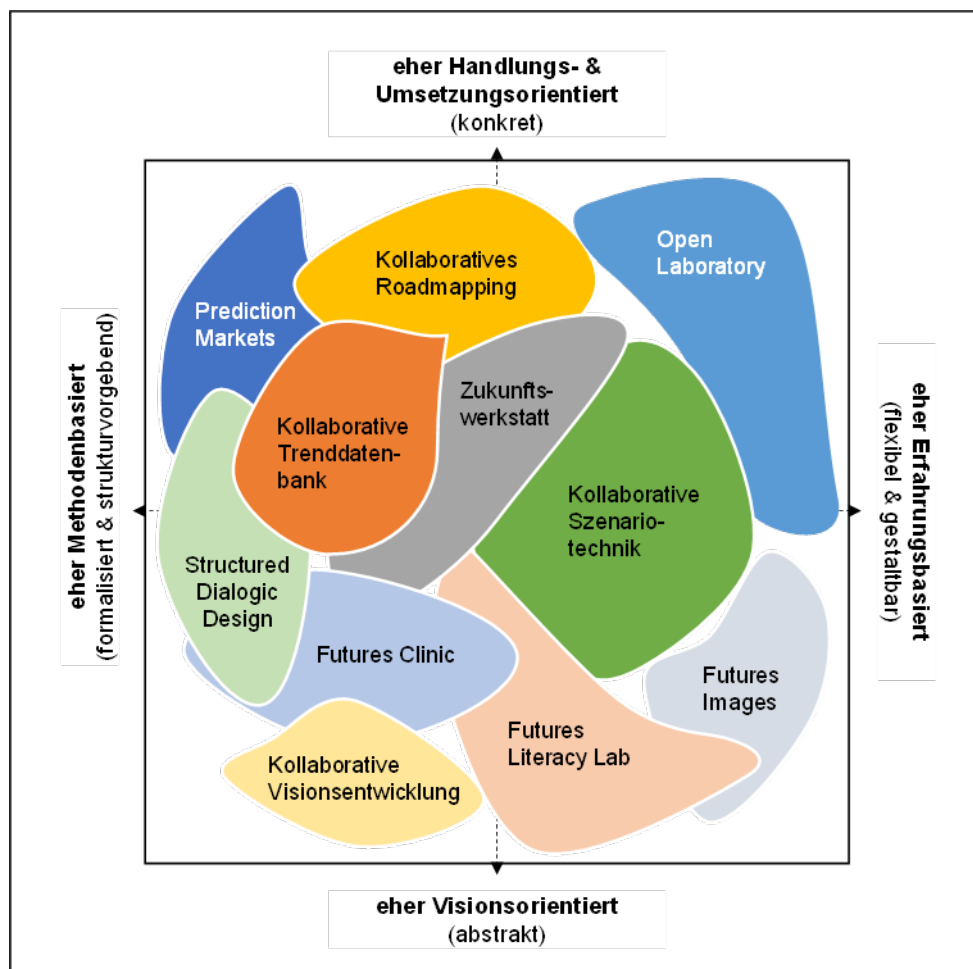 eher Handlungs- &
Umsetzungsorientiert
(konkret)
Open
Laboratory
Kollaboratives
Roadmapping
Prediction
Markets
Zukunfts-
werkstatt
Kollaborative
Trenddaten-
bank
eher Methodenbasiert
(formalisiert & strukturvorgebend)
eher Erfahrungsbasiert
(flexibel & gestaltbar)
Kollaborative
Szenario-
technik
Structured
Dialogic
Design
Futures Clinic
Futures
Images
Futures
Literacy Lab
Kollaborative
Visionsentwicklung
eher Visionsorientiert
(abstrakt)